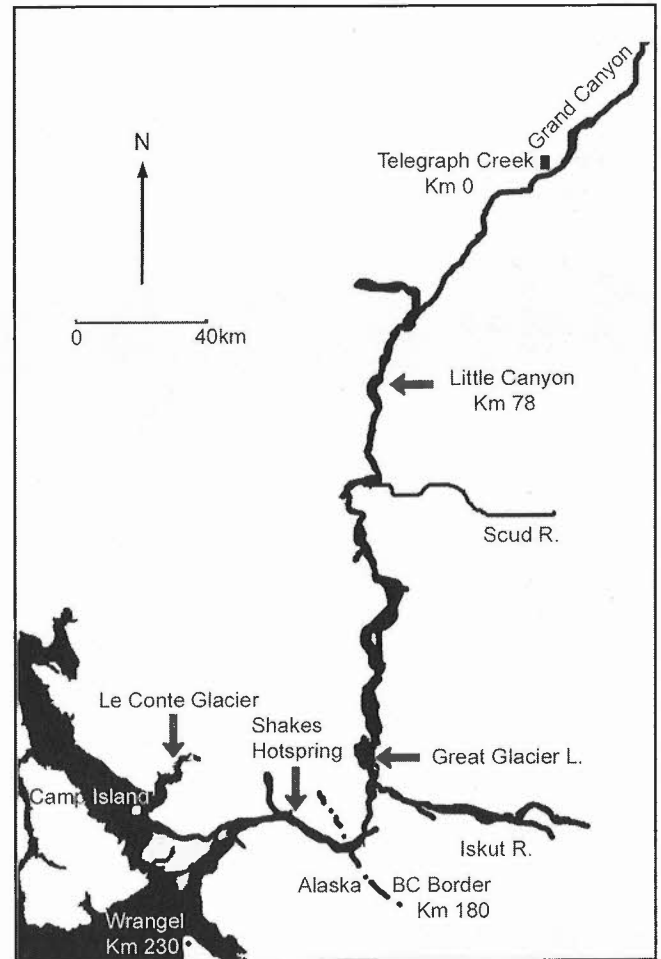 Grand Canyon
Telegraph Creek
Km 0
N
0 40km
Little Canyon
Km 78
Scud R.
Le Conte Glacier
Shakes
Hotspring
Great Glacier L.
Camp Island
Iskut R.
Alaska BC Border
Km 180
Wrangel
Km 230